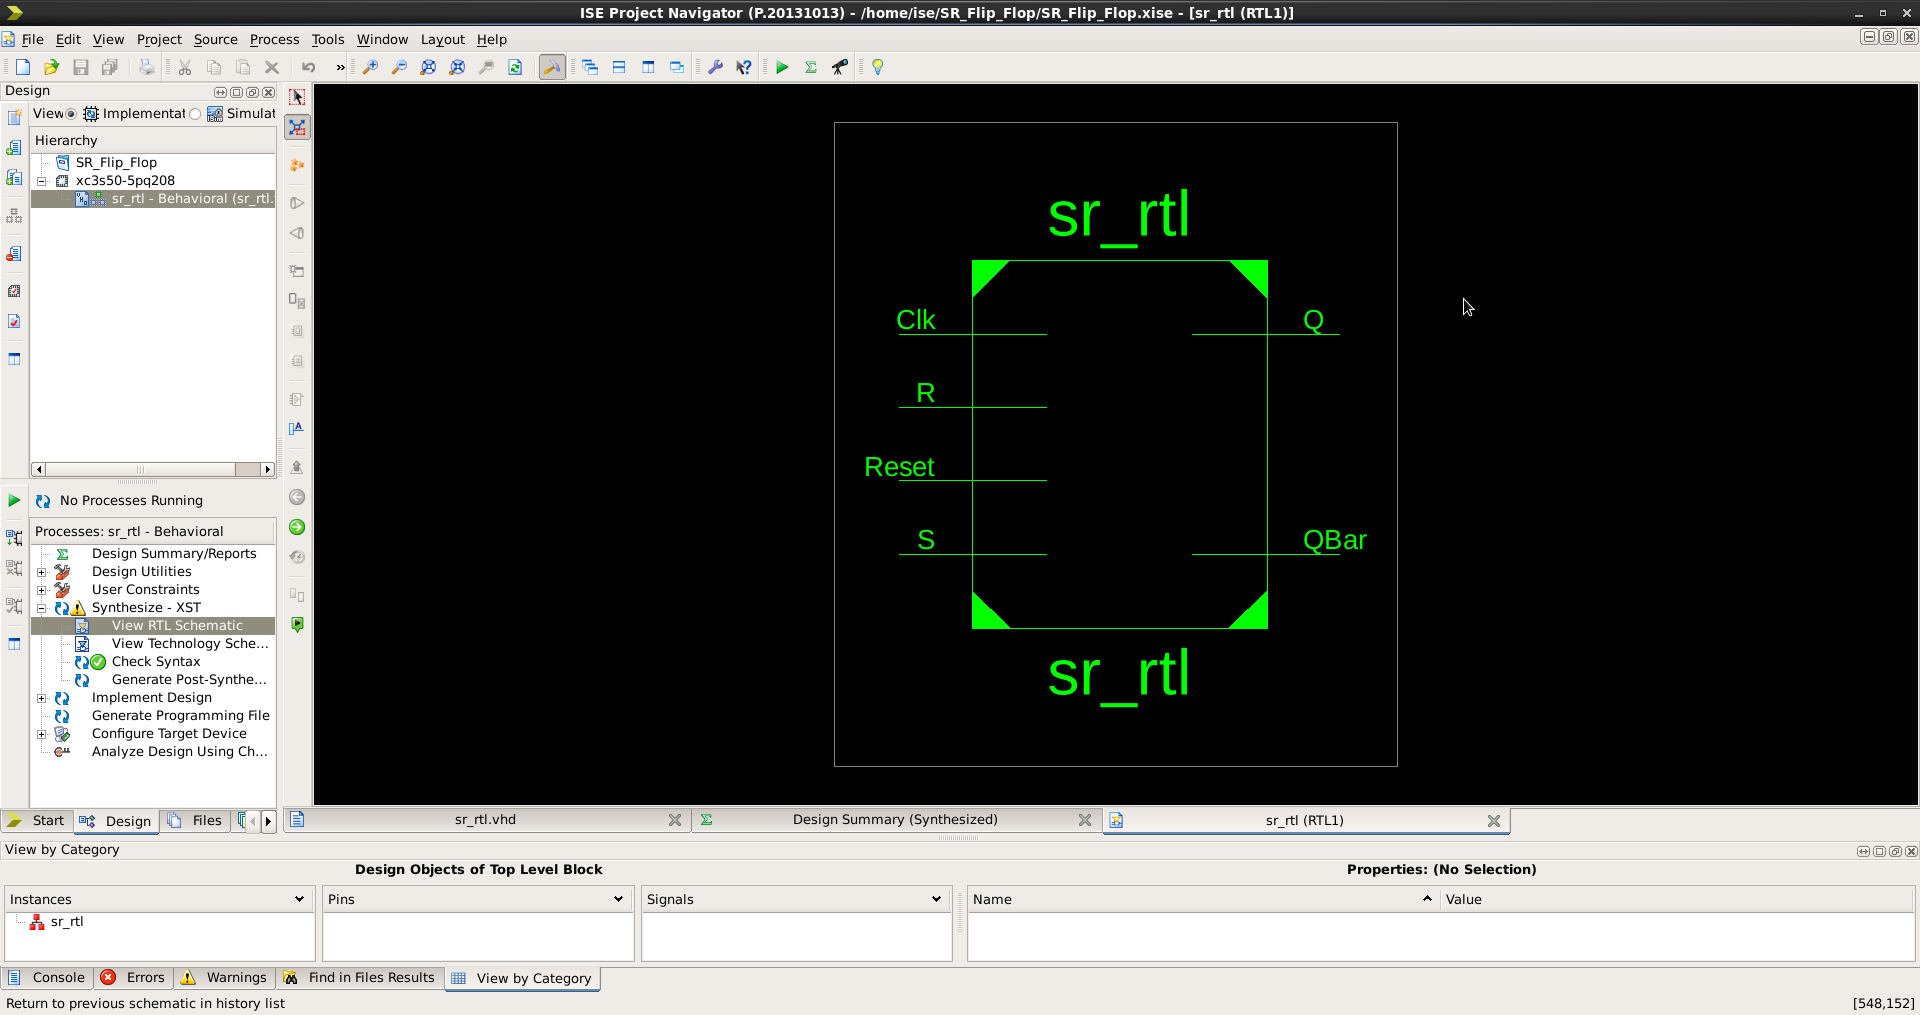 ISE Project Navigator (P.20131013) - /home/ise/SR_Flip_Flop/SR_Flip_Flop.xise - [sr_rtl (RTL1)]
File Edit View Project Source Process Tools Window Layout Help
»
Design
View Implementat Simulat
Hierarchy
SR_Flip_Flop
xc3s50-5pq208
sr_rtl - Behavioral (sr_rtl.
No Processes Running
Processes: sr_rtl - Behavioral
Design Summary/Reports
Design Utilities
User Constraints
Synthesize - XST
View RTL Schematic
View Technology Sche...
Check Syntax
Generate Post-Synthe...
Implement Design
Generate Programming File
Configure Target Device
Analyze Design Using Ch...
Start Design Files
sr_rtl
Clk Q
R
Reset
S QBar
sr_rtl
sr_rtl.vhd Design Summary (Synthesized) sr_rtl (RTL1)
View by Category
Design Objects of Top Level Block Properties: (No Selection)
Instances Pins Signals Name Value
sr_rtl
Console Errors Warnings Find in Files Results View by Category
Return to previous schematic in history list [548,152]